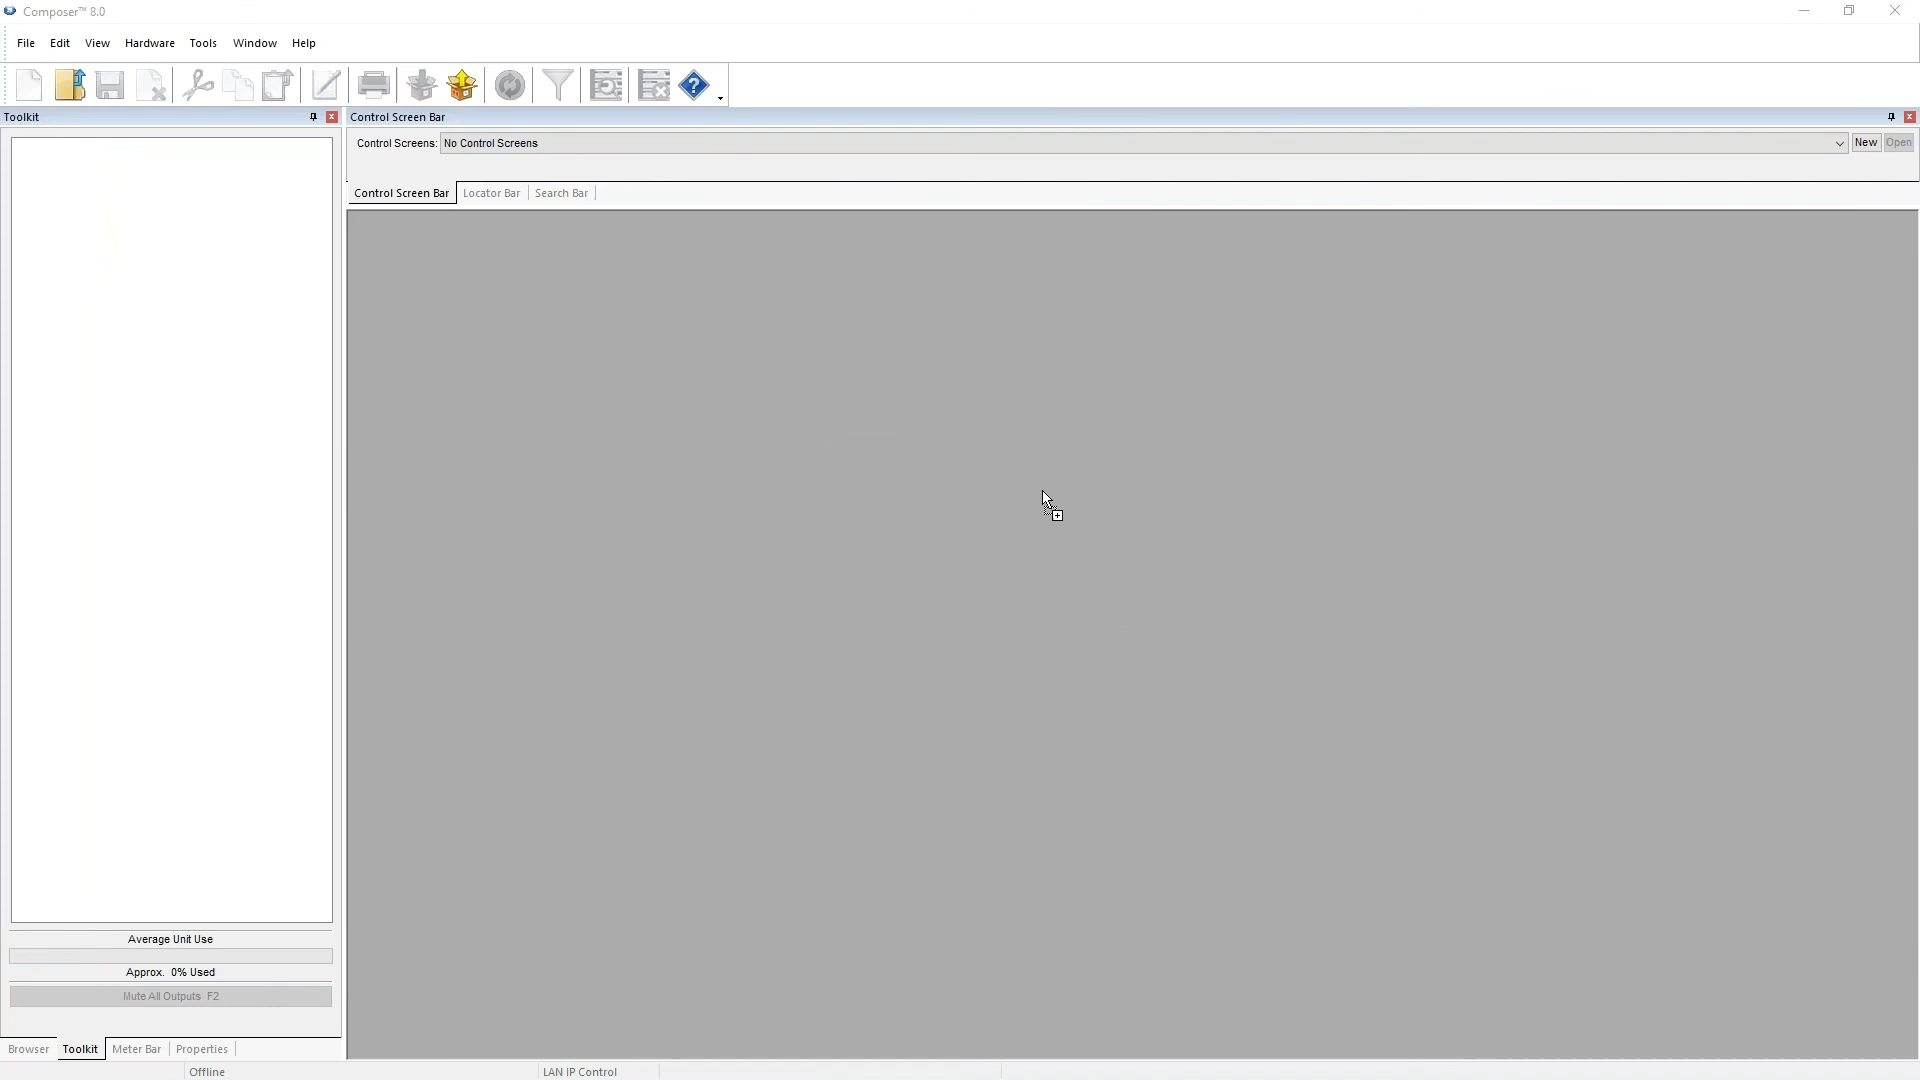 Composer™ 8.0
File Edit View Hardware Tools Window Help
Toolkit
Control Screen Bar
Control Screens: No Control Screens New Open
Control Screen Bar Locator Bar Search Bar
Average Unit Use
Approx. 0% Used
Mute All Outputs F2
Browser Toolkit Meter Bar Properties
Offline LAN IP Control